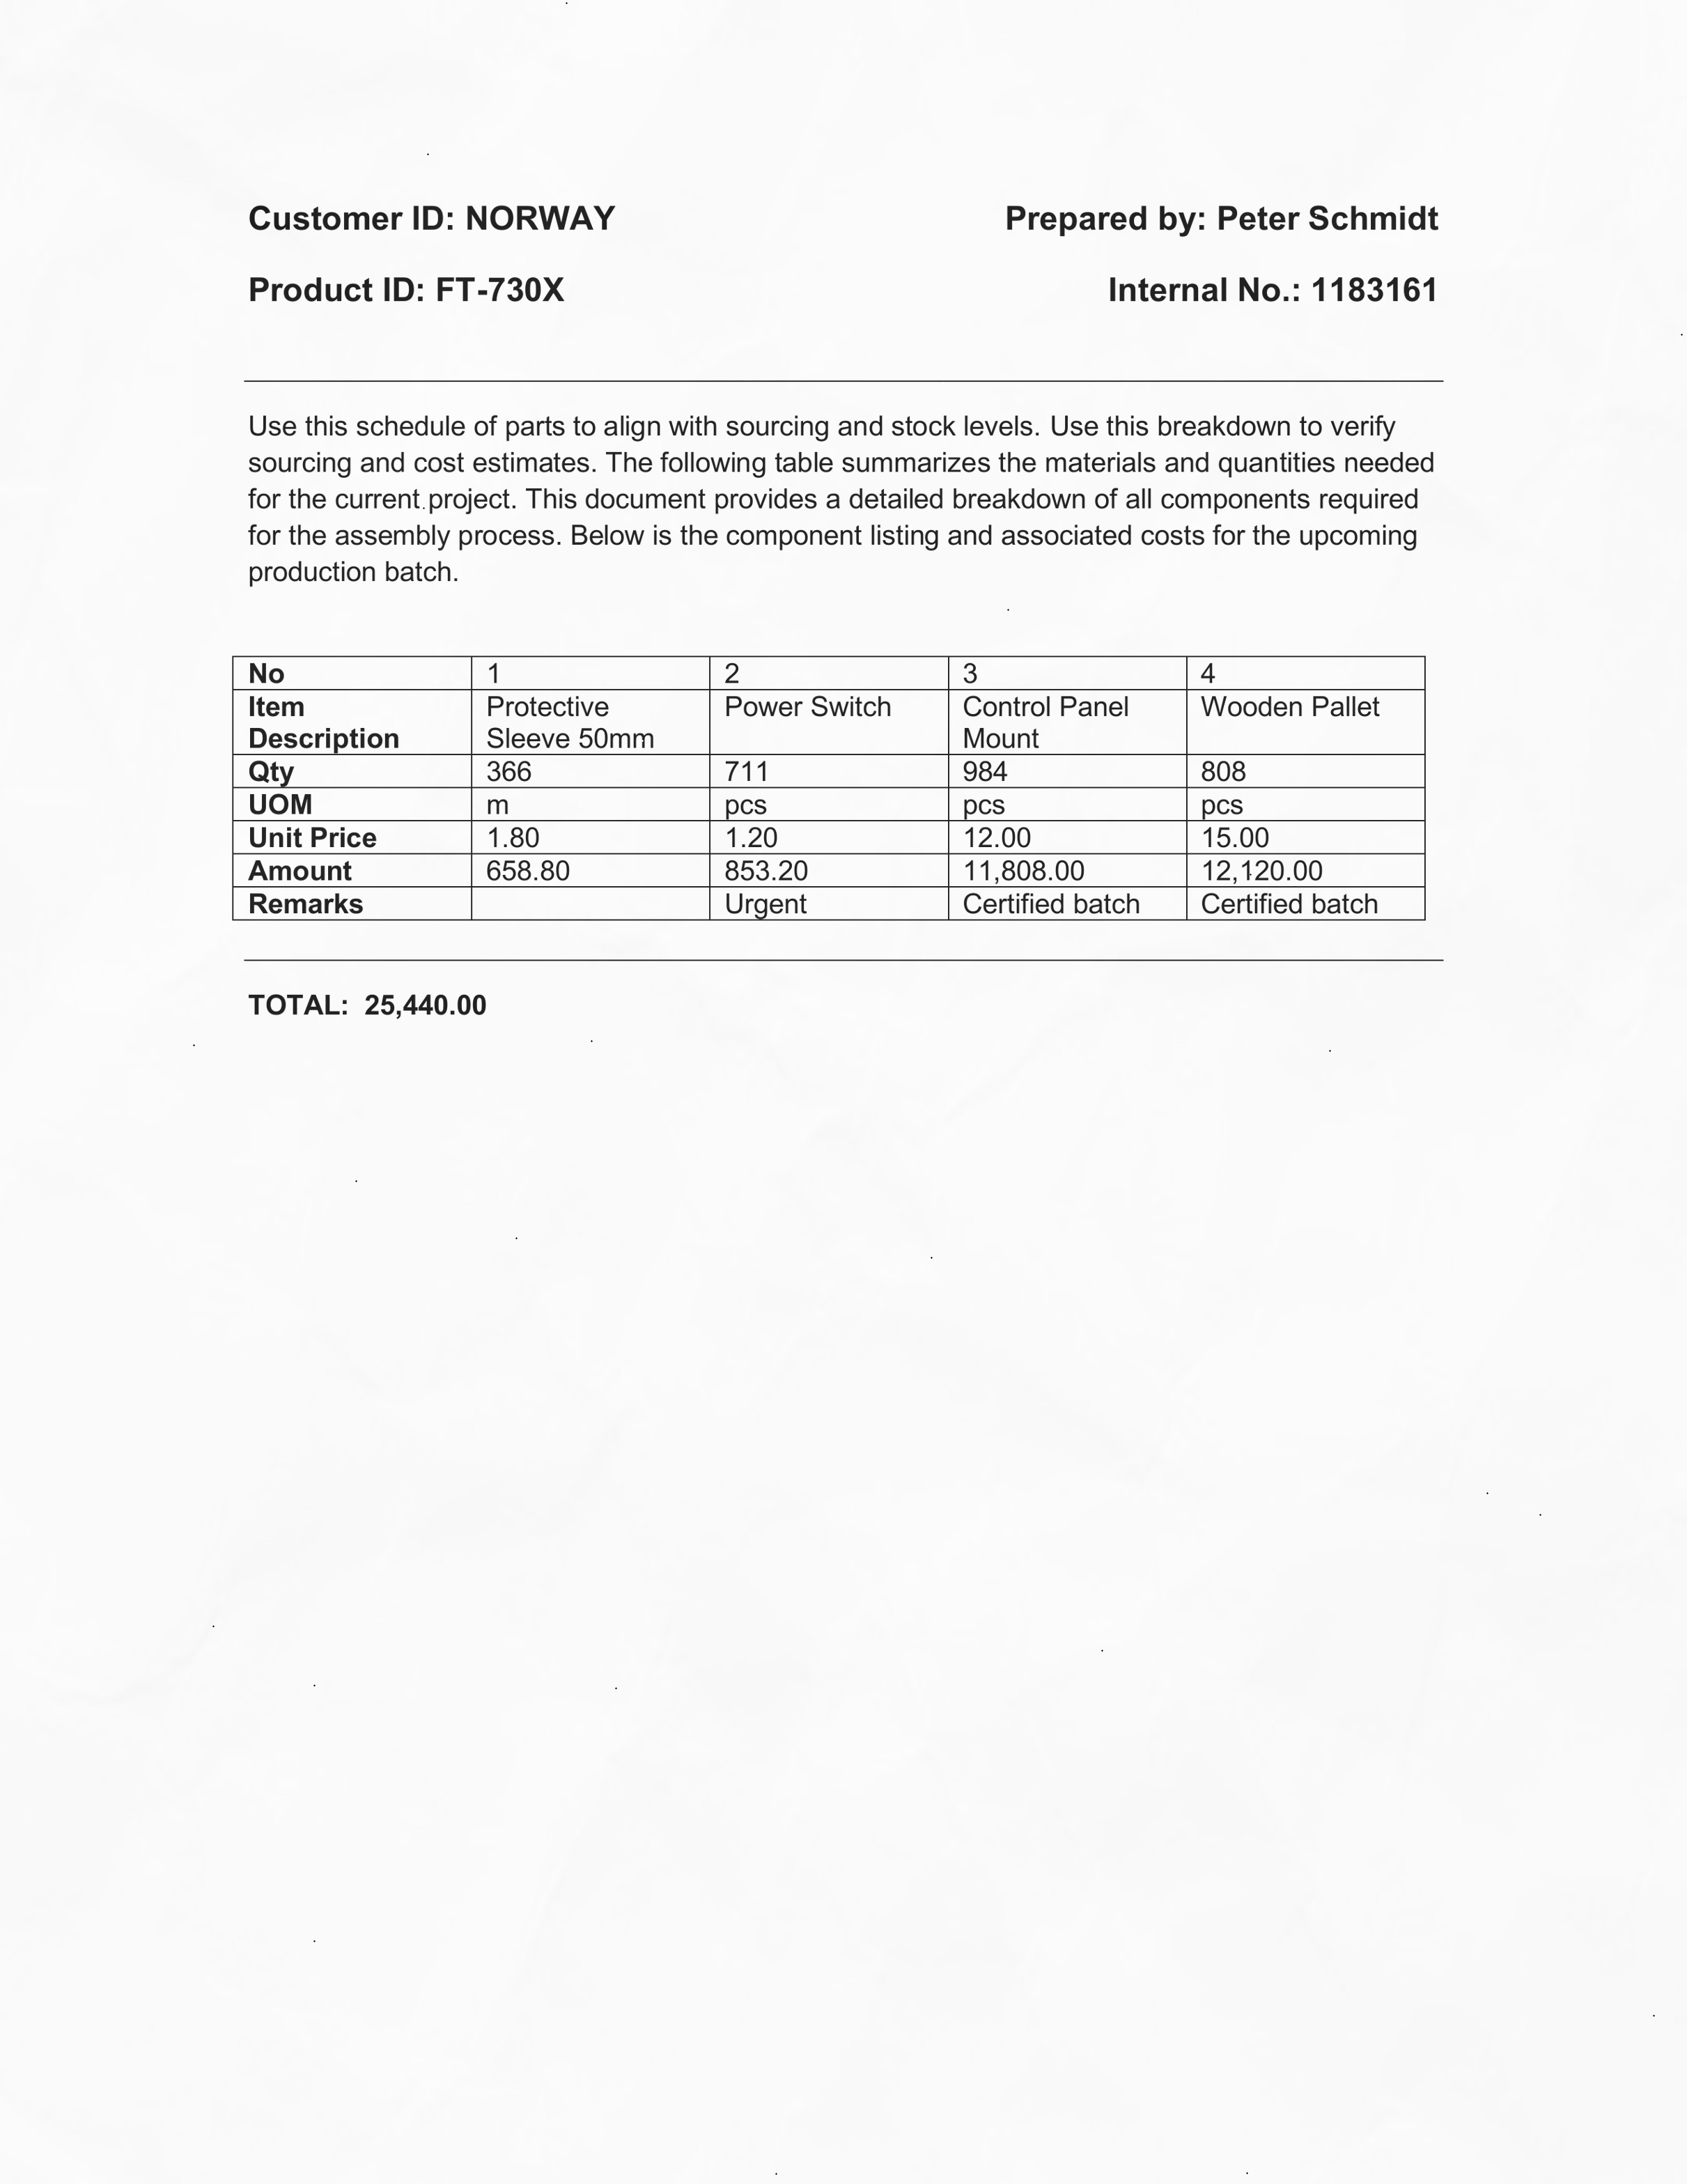 Customer ID: NORWAY Prepared by: Peter Schmidt
Product ID: FT-730X Internal No.: 1183161
Use this schedule of parts to align with sourcing and stock levels. Use this breakdown to verify
sourcing and cost estimates. The following table summarizes the materials and quantities needed
for the current project. This document provides a detailed breakdown of all components required
for the assembly process. Below is the component listing and associated costs for the upcoming
production batch.
No 1 2 3 4
Item Protective Power Switch Control Panel Wooden Pallet
Description Sleeve 50mm Mount
Qty 366 711 984 808
UOM m pcs pcs pcs
Unit Price 1.80 1.20 12.00 15.00
Amount 658.80 853.20 11,808.00 12,120.00
Remarks Urgent Certified batch Certified batch
TOTAL: 25,440.00